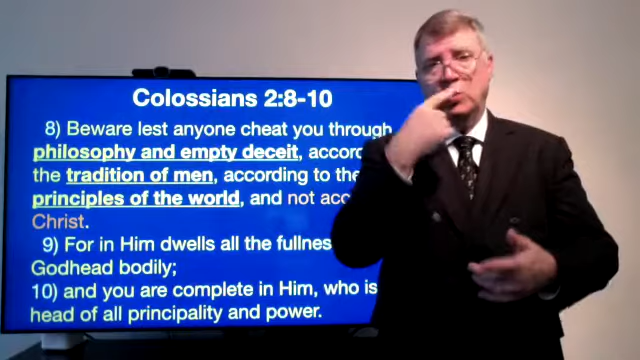 Colossians 2:8-10
8) Beware lest anyone cheat you through
philosophy and empty deceit, accor
the tradition of men, according to the
principles of the world, and not acc
Christ.
9) For in Him dwells all the fullnes
Godhead bodily;
10) and you are complete in Him, who is
head of all principality and power.